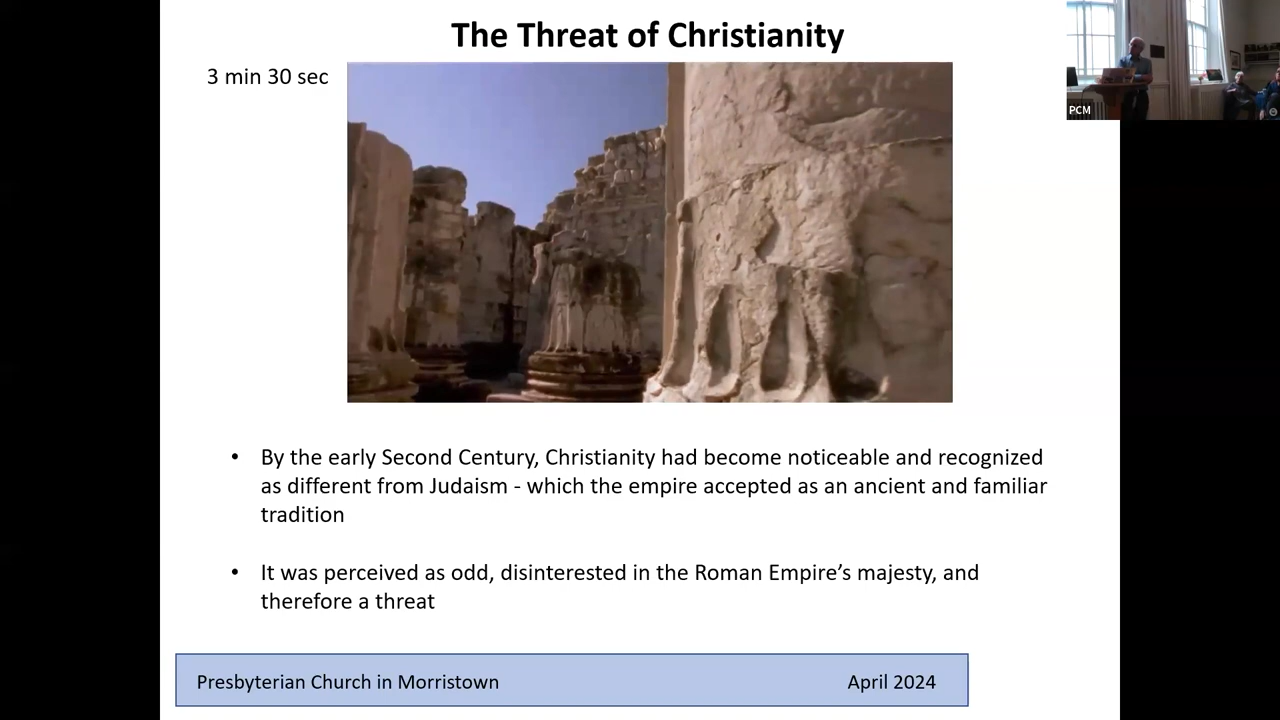 The Threat of Christianity
3 min 30 sec
PCM
• By the early Second Century, Christianity had become noticeable and recognized
as different from Judaism - which the empire accepted as an ancient and familiar
tradition
• It was perceived as odd, disinterested in the Roman Empire’s majesty, and
therefore a threat
Presbyterian Church in Morristown
April 2024